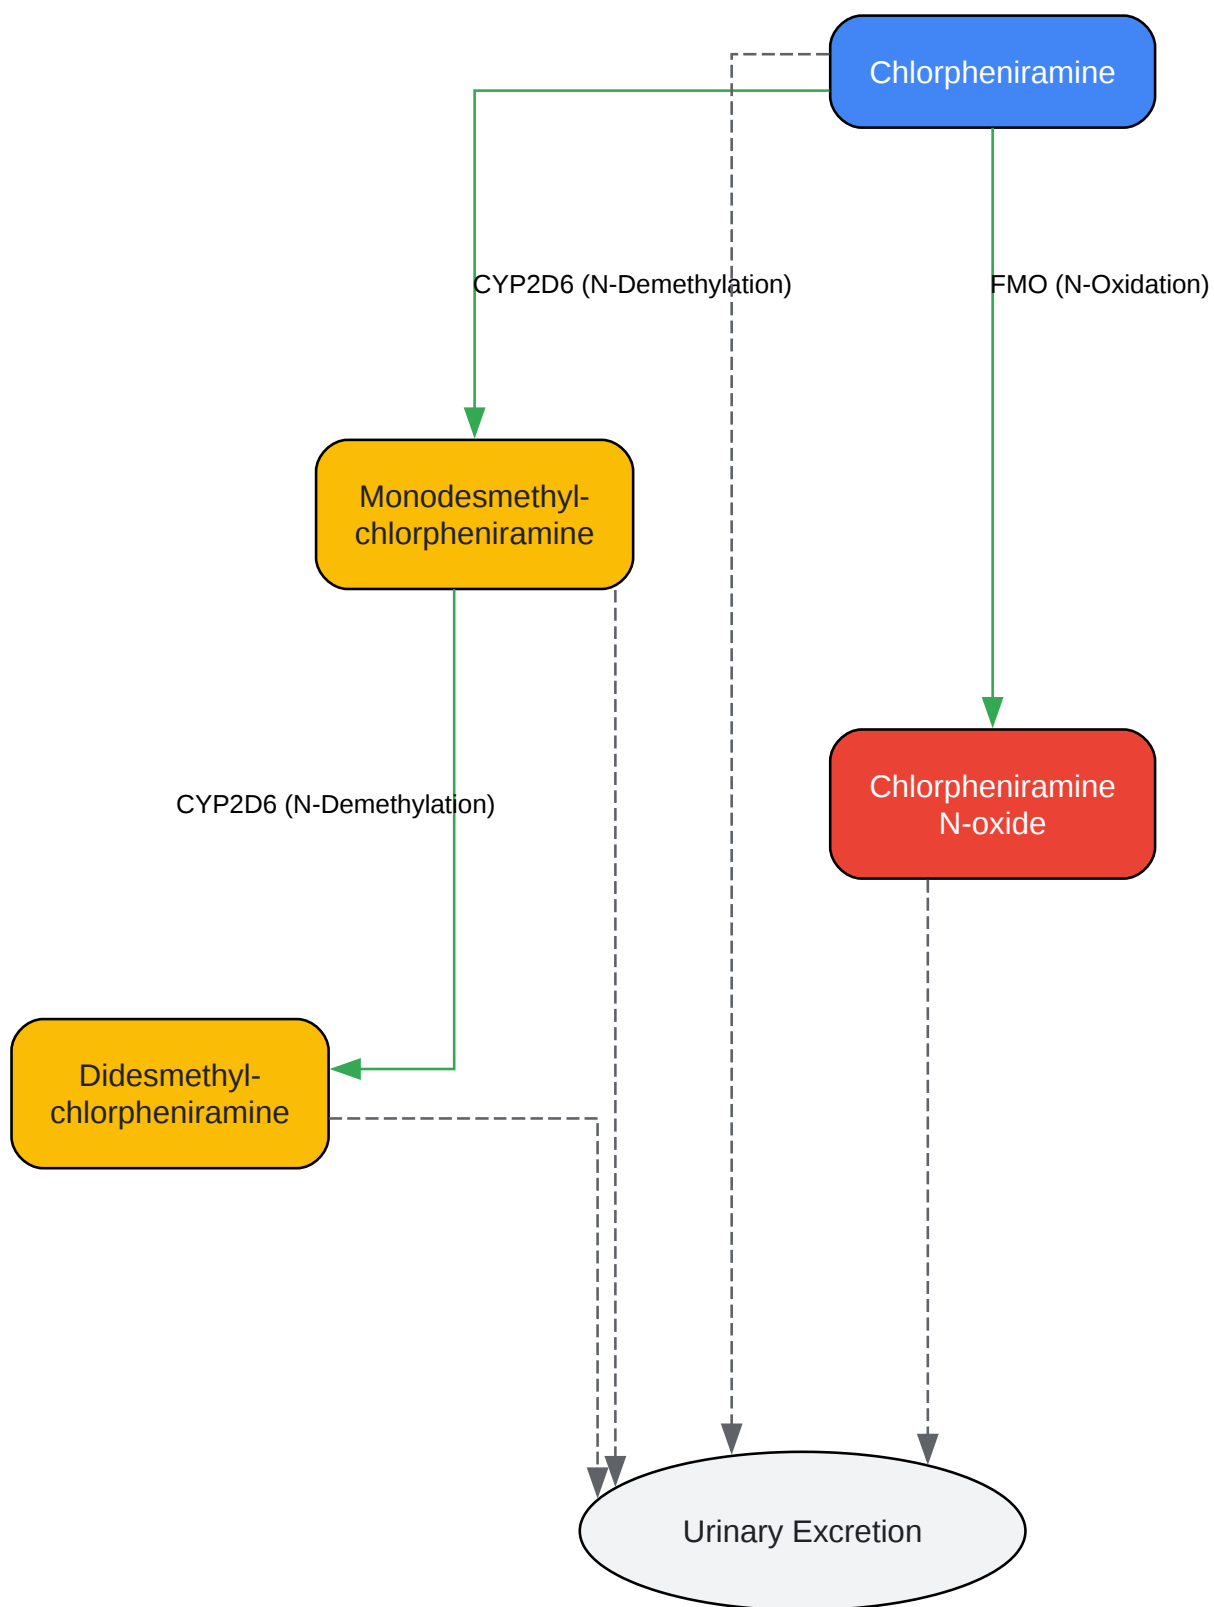 Chlorpheniramine
CYP2D6 (N-Demethylation)
FMO (N-Oxidation)
Monodesmethyl-
chlorpheniramine
CYP2D6 (N-Demethylation)
Chlorpheniramine
N-oxide
Didesmethyl-
chlorpheniramine
Urinary Excretion